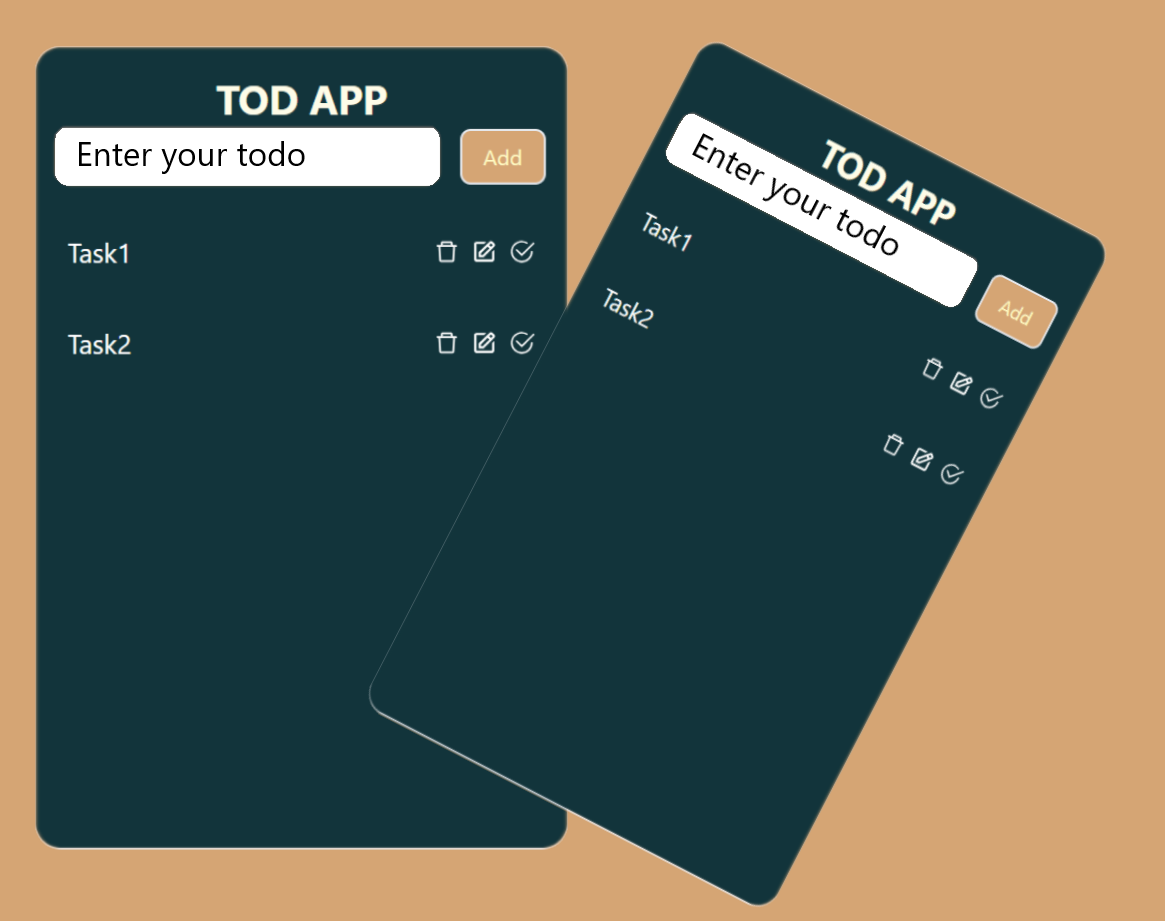 TOD APP
Enter your todo
Add
Task1
Task2
TOD APP
Enter your todo
Add
Task1
Task2